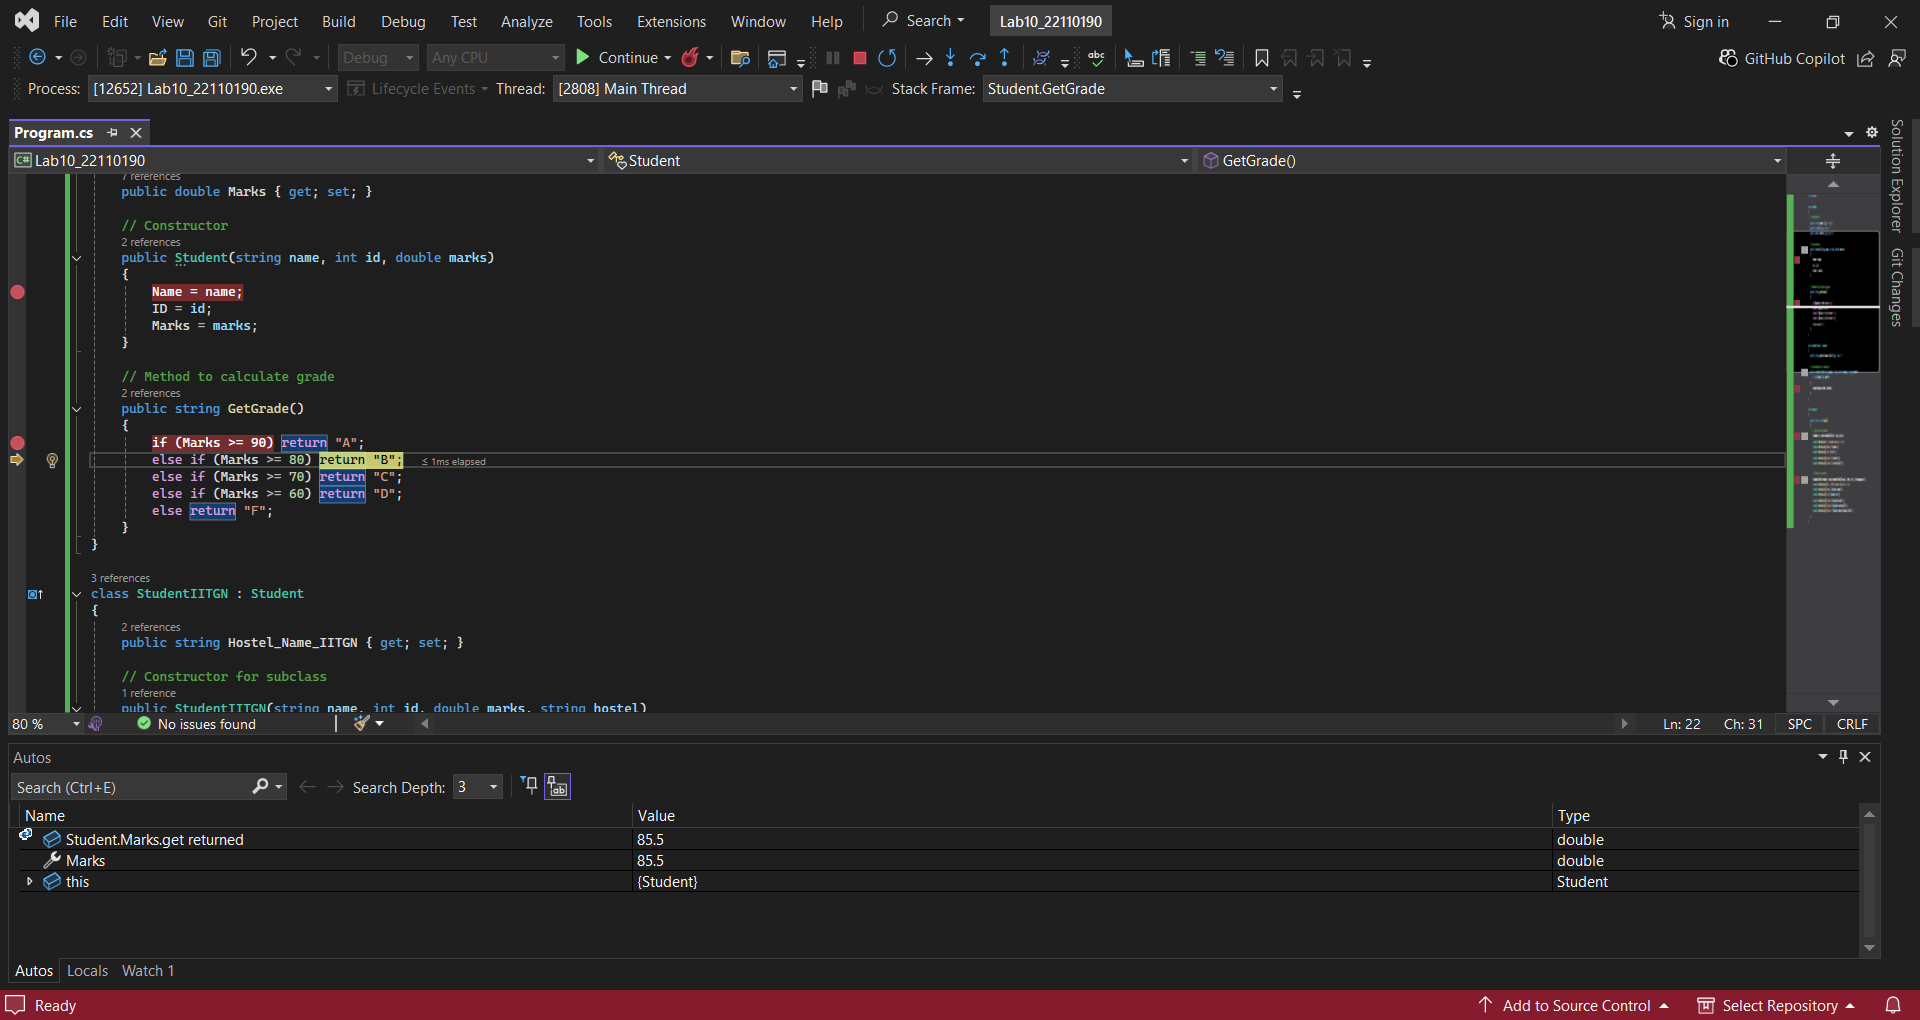 File Edit View Git Project Build Debug Test Analyze Tools Extensions Window Help Search Lab10_22110190 Sign in
Debug Any CPU Continue abc GitHub Copilot
Process: [12652] Lab10_22110190.exe Lifecycle Events Thread: [2808] Main Thread Stack Frame: Student.GetGrade
Program.cs
C# Lab10_22110190 Student GetGrade()
7 references
public double Marks { get; set; }
// Constructor
2 references
public Student(string name, int id, double marks)
{
Name = name;
ID = id;
Marks = marks;
}
// Method to calculate grade
2 references
public string GetGrade()
{
if (Marks >= 90) return "A";
else if (Marks >= 80) return "B"; ≤ 1ms elapsed
else if (Marks >= 70) return "C";
else if (Marks >= 60) return "D";
else return "F";
}
}
3 references
class StudentIITGN : Student
{
2 references
public string Hostel_Name_IITGN { get; set; }
// Constructor for subclass
1 reference
public StudentIITGN(string name, int id, double marks, string hostel)
80 % No issues found Ln: 22 Ch: 31 SPC CRLF
Solution Explorer
Git Changes
Autos
Search (Ctrl+E) Search Depth: 3
Name Value Type
Student.Marks.get returned 85.5 double
Marks 85.5 double
this {Student} Student
Autos Locals Watch 1
Ready Add to Source Control Select Repository